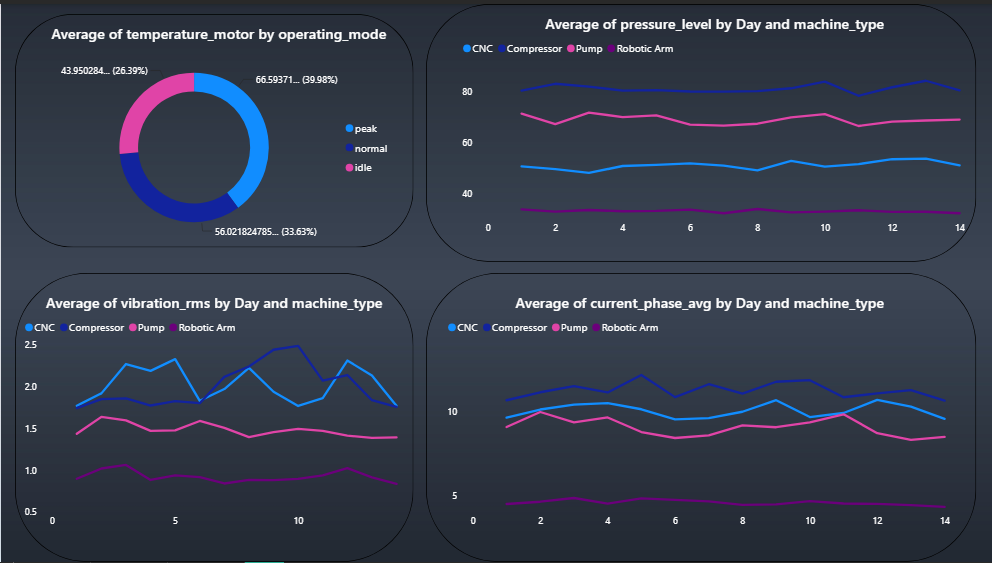 Average of temperature_motor by operating_mode
43.950284... (26.39%)
66.59371... (39.98%)
56.021824785... (33.63%)
peak
normal
idle
Average of pressure_level by Day and machine_type
CNC Compressor Pump Robotic Arm
80
60
40
0 2 4 6 8 10 12 14
Average of vibration_rms by Day and machine_type
CNC Compressor Pump Robotic Arm
2.5
2.0
1.5
1.0
0.5
0 5 10
Average of current_phase_avg by Day and machine_type
CNC Compressor Pump Robotic Arm
10
5
0 2 4 6 8 10 12 14